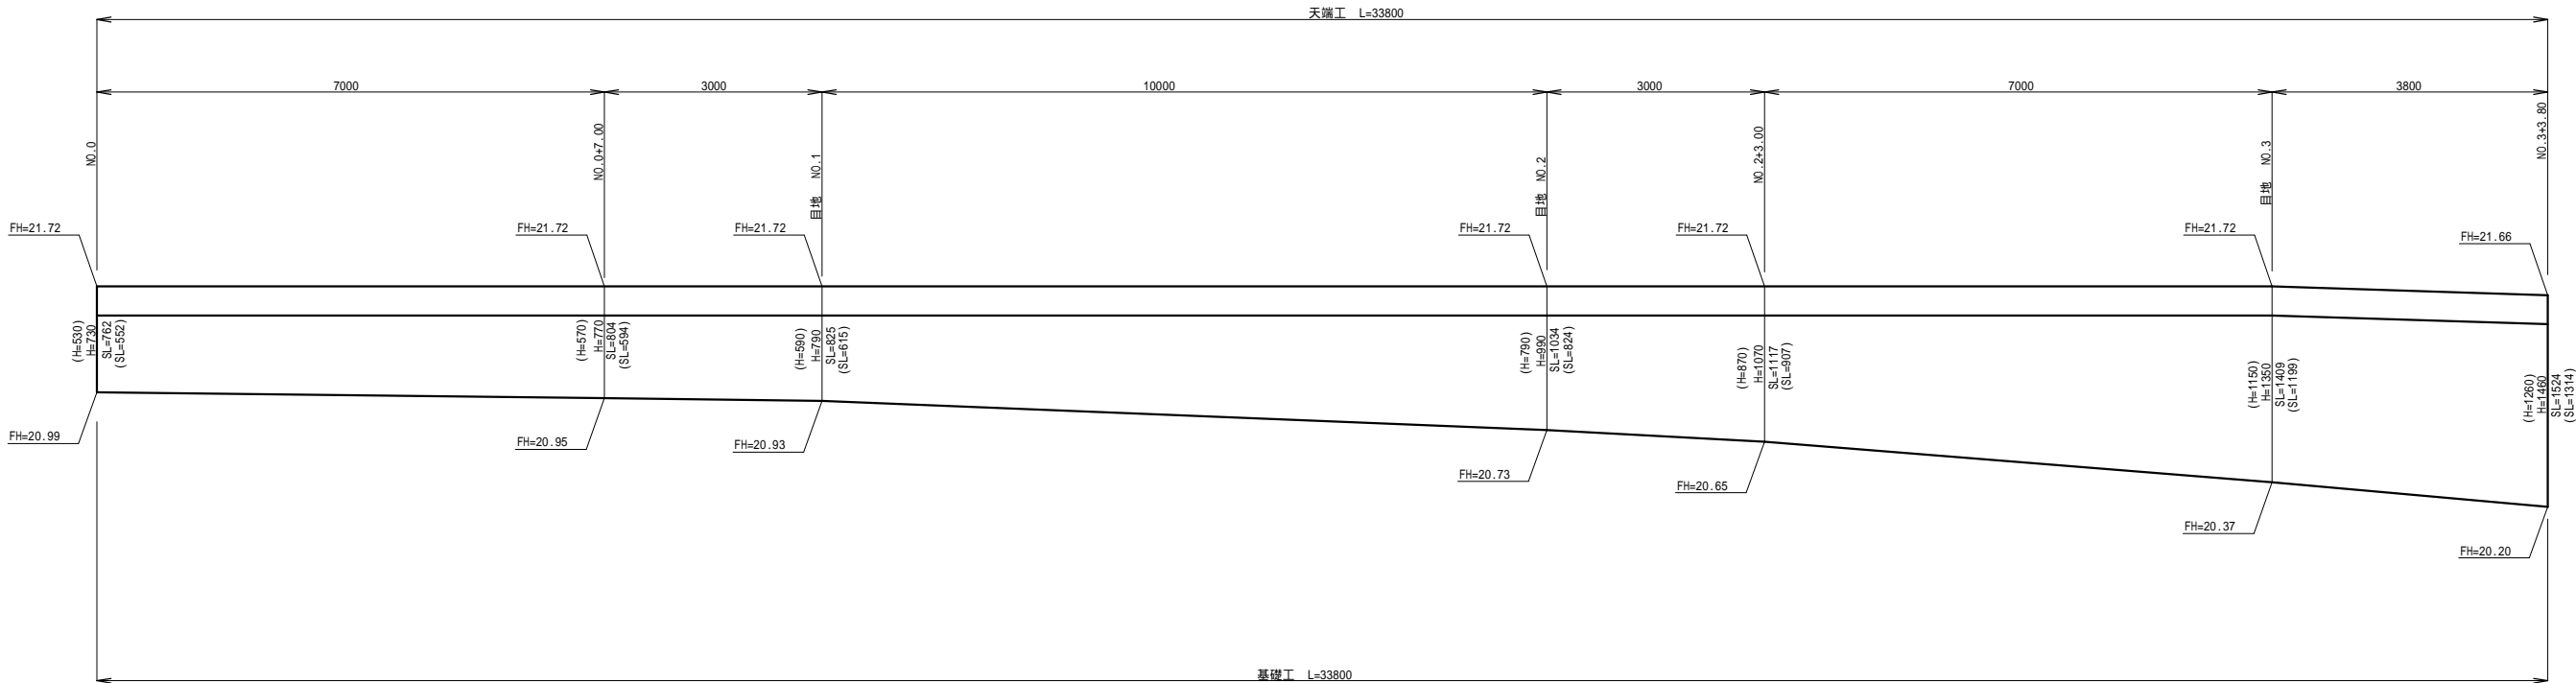 天端工 L=33800
7000
3000
10000
3000
7000
3800
NO.0
NO.0+7.00
目地 NO.1
目地 NO.2
NO.2+3.00
目地 NO.3
NO.3+3.80
FH=21.72
FH=21.72
FH=21.72
FH=21.72
FH=21.72
FH=21.72
FH=21.66
(H=530)
H=730
SL=762
(SL=552)
(H=570)
H=770
SL=804
(SL=594)
(H=590)
H=790
SL=825
(SL=615)
(H=790)
H=990
SL=1034
(SL=824)
(H=870)
H=1070
SL=1117
(SL=907)
(H=1150)
H=1350
SL=1409
(SL=1199)
(H=1260)
H=1460
SL=1524
(SL=1314)
FH=20.99
FH=20.95
FH=20.93
FH=20.73
FH=20.65
FH=20.37
FH=20.20
基礎工 L=33800